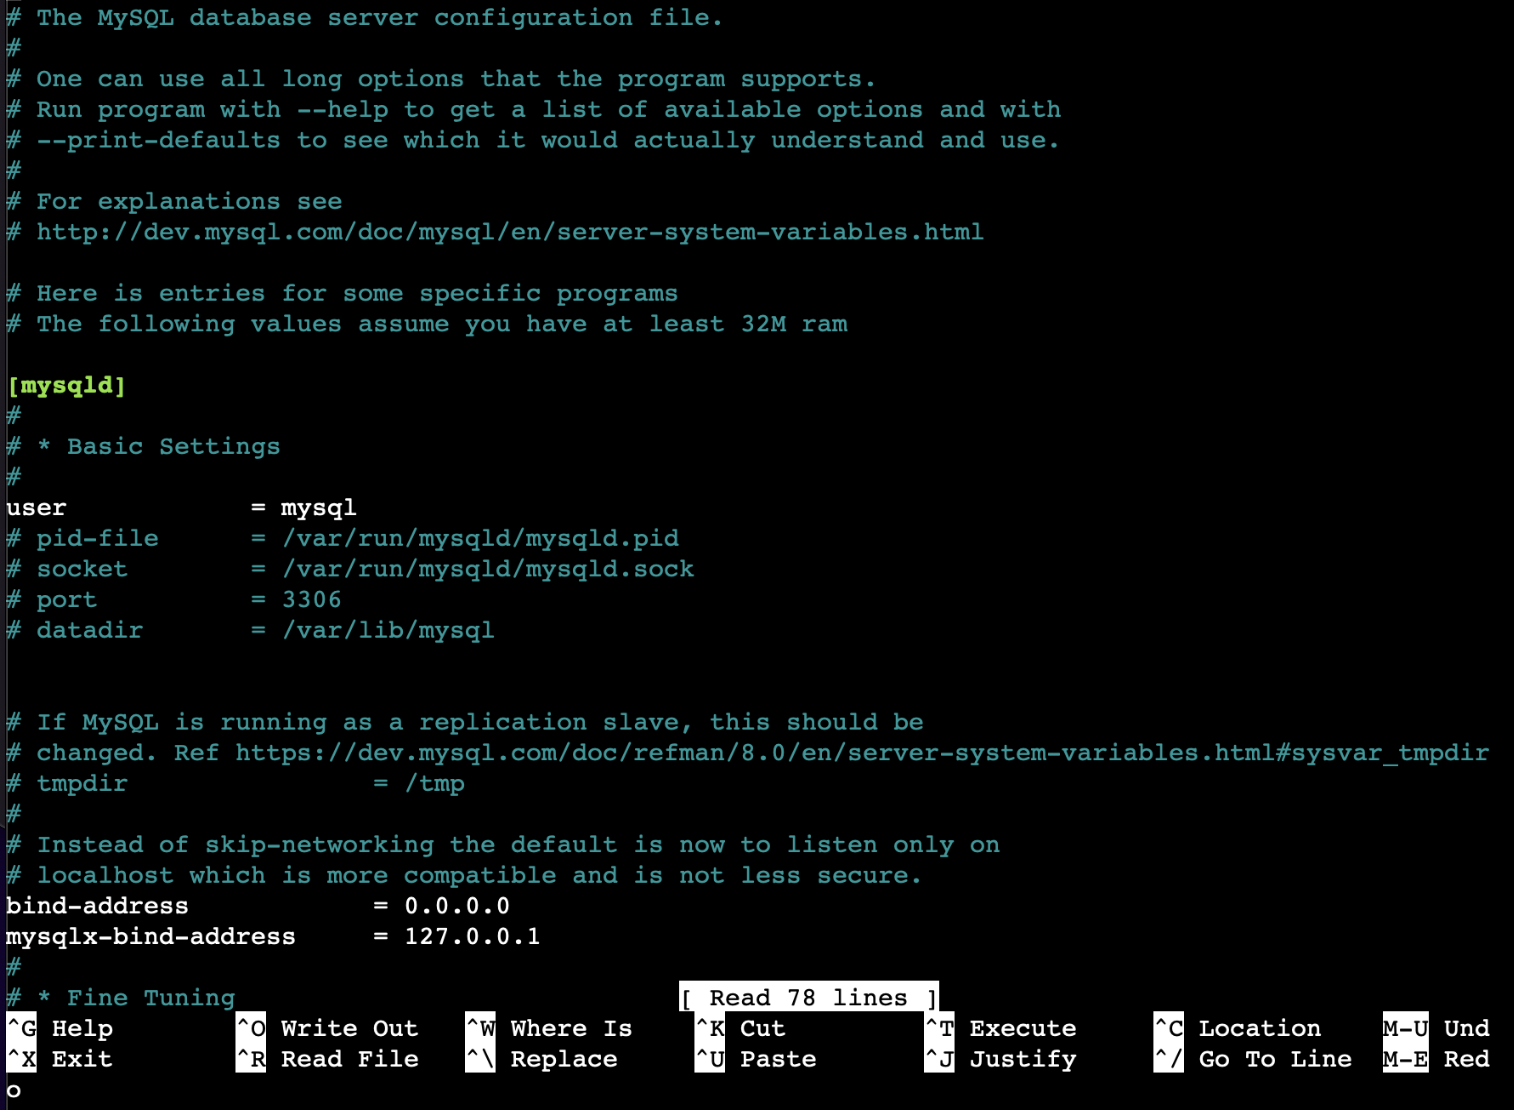 # The MySQL database server configuration file.
#
# One can use all long options that the program supports.
# Run program with --help to get a list of available options and with
# --print-defaults to see which it would actually understand and use.
#
# For explanations see
# http://dev.mysql.com/doc/mysql/en/server-system-variables.html

# Here is entries for some specific programs
# The following values assume you have at least 32M ram

[mysqld]
#
# * Basic Settings
#
user            = mysql
# pid-file      = /var/run/mysqld/mysqld.pid
# socket        = /var/run/mysqld/mysqld.sock
# port          = 3306
# datadir       = /var/lib/mysql


# If MySQL is running as a replication slave, this should be
# changed. Ref https://dev.mysql.com/doc/refman/8.0/en/server-system-variables.html#sysvar_tmpdir
# tmpdir                = /tmp
#
# Instead of skip-networking the default is now to listen only on
# localhost which is more compatible and is not less secure.
bind-address            = 0.0.0.0
mysqlx-bind-address     = 127.0.0.1
#
# * Fine Tuning                             [ Read 78 lines ]
^G Help        ^O Write Out   ^W Where Is    ^K Cut         ^T Execute     ^C Location    M-U Und
^X Exit        ^R Read File   ^\ Replace     ^U Paste       ^J Justify     ^/ Go To Line  M-E Red
o